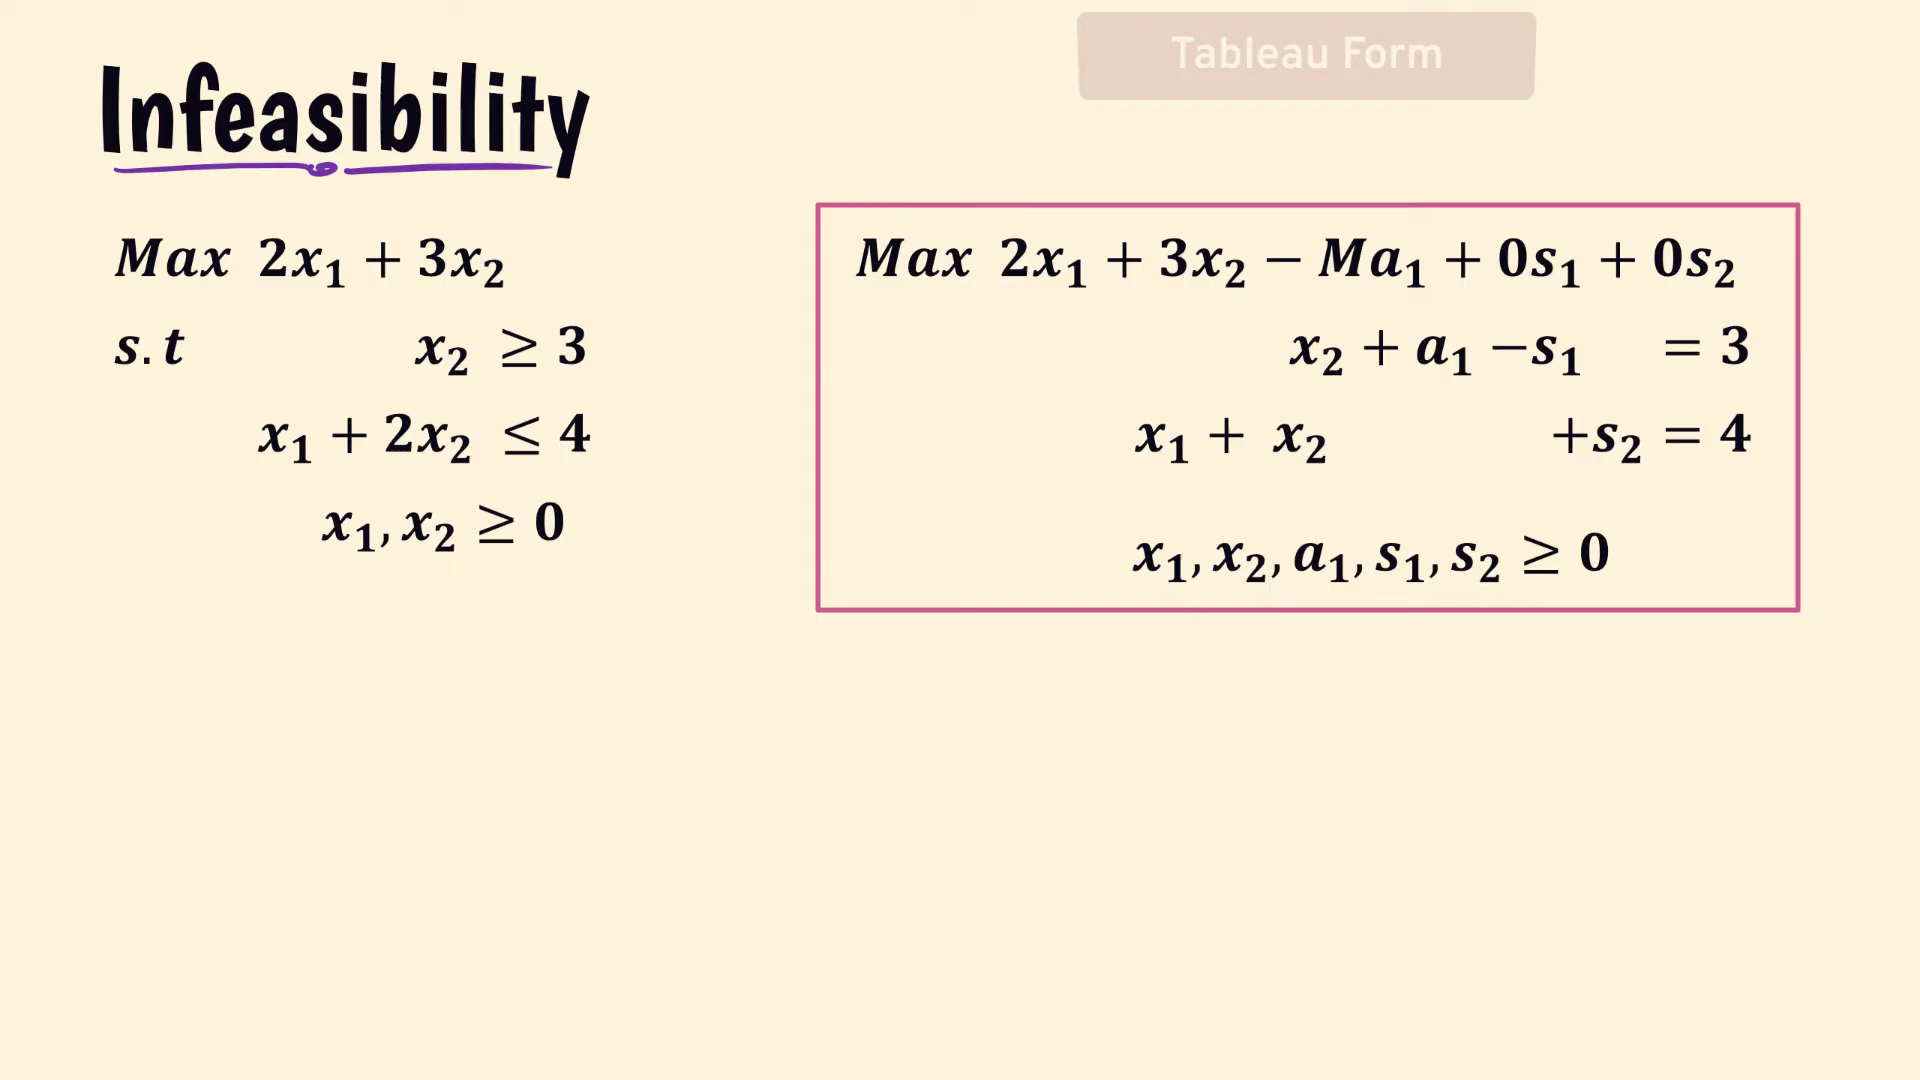 Tableau Form
Infeasibility
Max 2x₁ + 3x₂
s.t x₂ ≥ 3
x₁ + 2x₂ ≤ 4
x₁, x₂ ≥ 0
Max 2x₁ + 3x₂ − Ma₁ + 0s₁ + 0s₂
x₂ + a₁ −s₁ = 3
x₁ + x₂ +s₂ = 4
x₁, x₂, a₁, s₁, s₂ ≥ 0